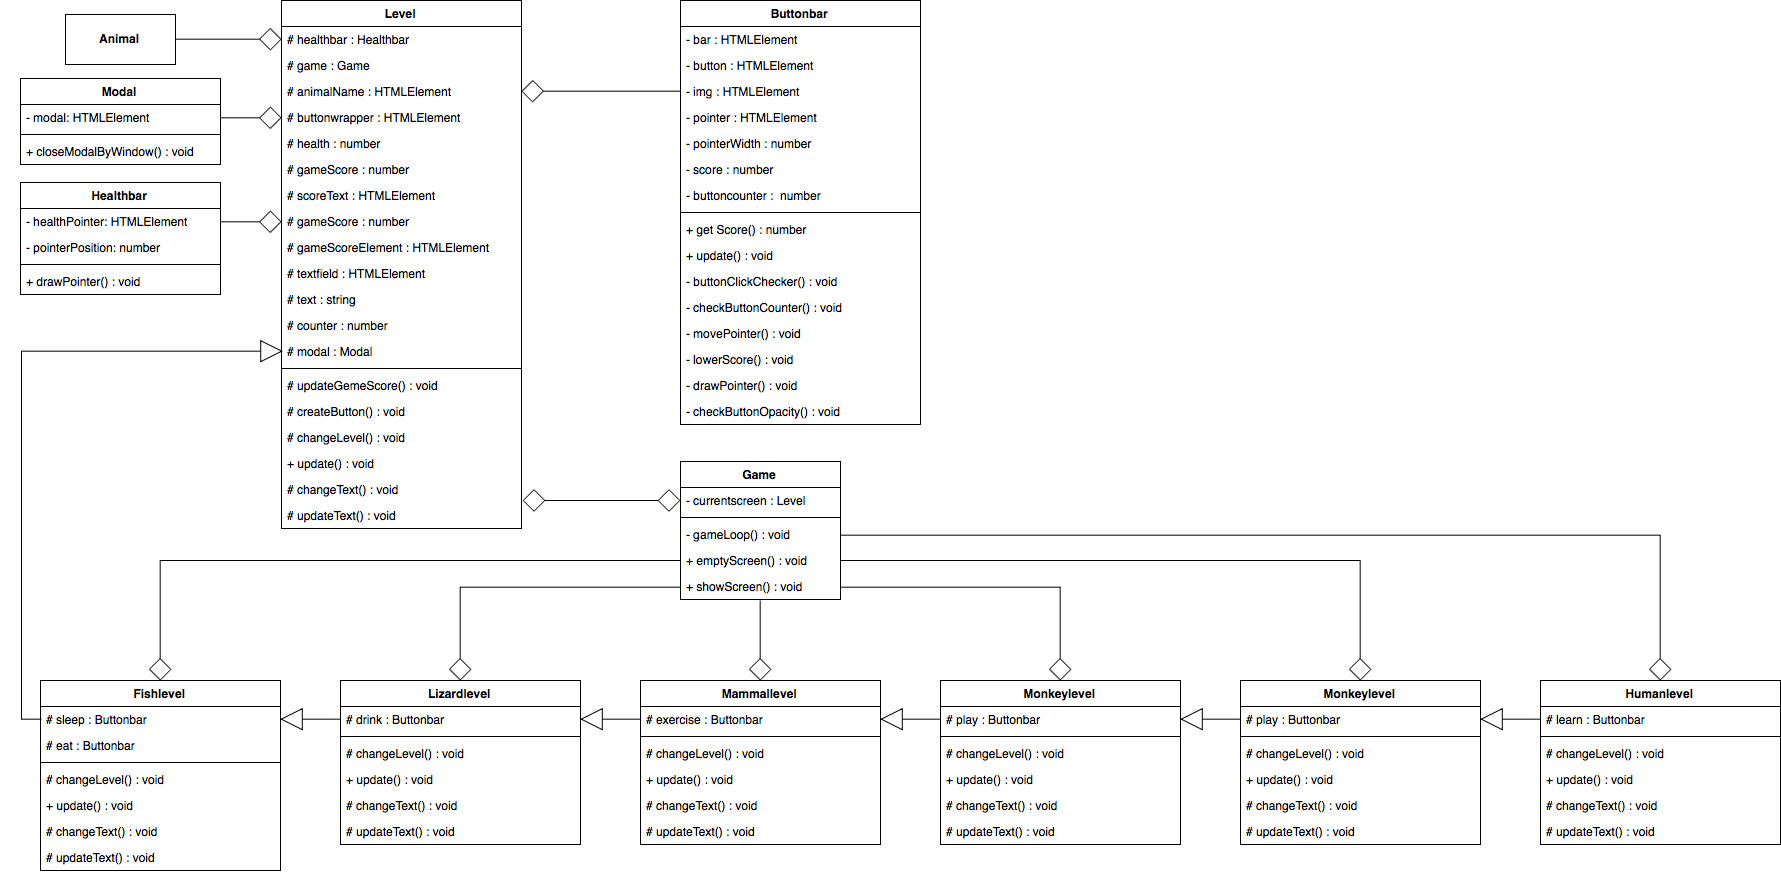 Animal
Modal
- modal: HTMLElement
+ closeModalByWindow() : void
Healthbar
- healthPointer: HTMLElement
- pointerPosition: number
+ drawPointer() : void
Level
# healthbar : Healthbar
# game : Game
# animalName : HTMLElement
# buttonwrapper : HTMLElement
# health : number
# gameScore : number
# scoreText : HTMLElement
# gameScore : number
# gameScoreElement : HTMLElement
# textfield : HTMLElement
# text : string
# counter : number
# modal : Modal
# updateGemeScore() : void
# createButton() : void
# changeLevel() : void
+ update() : void
# changeText() : void
# updateText() : void
Buttonbar
- bar : HTMLElement
- button : HTMLElement
- img : HTMLElement
- pointer : HTMLElement
- pointerWidth : number
- score : number
- buttoncounter :  number
+ get Score() : number
+ update() : void
- buttonClickChecker() : void
- checkButtonCounter() : void
- movePointer() : void
- lowerScore() : void
- drawPointer() : void
- checkButtonOpacity() : void
Game
- currentscreen : Level
- gameLoop() : void
+ emptyScreen() : void
+ showScreen() : void
Fishlevel
# sleep : Buttonbar
# eat : Buttonbar
# changeLevel() : void
+ update() : void
# changeText() : void
# updateText() : void
Lizardlevel
# drink : Buttonbar
# changeLevel() : void
+ update() : void
# changeText() : void
# updateText() : void
Mammallevel
# exercise : Buttonbar
# changeLevel() : void
+ update() : void
# changeText() : void
# updateText() : void
Monkeylevel
# play : Buttonbar
# changeLevel() : void
+ update() : void
# changeText() : void
# updateText() : void
Monkeylevel
# play : Buttonbar
# changeLevel() : void
+ update() : void
# changeText() : void
# updateText() : void
Humanlevel
# learn : Buttonbar
# changeLevel() : void
+ update() : void
# changeText() : void
# updateText() : void